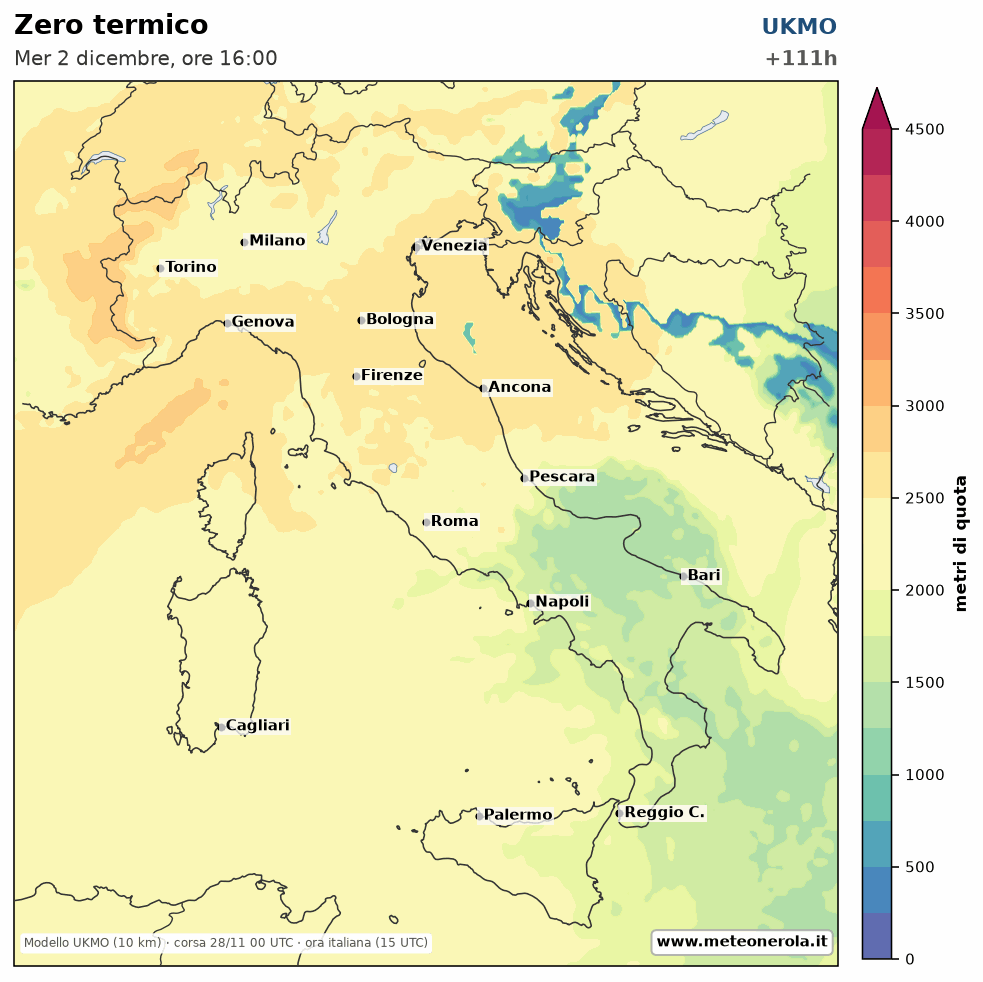 Zero termico
UKMO
Mer 2 dicembre, ore 16:00
+111h
4500
4000
3500
3000
2500
2000
1500
1000
500
0
metri di quota
Milano
Venezia
Torino
Genova
Bologna
Firenze
Ancona
Pescara
Roma
Bari
Napoli
Cagliari
Palermo
Reggio C.
Modello UKMO (10 km) · corsa 28/11 00 UTC · ora italiana (15 UTC)
www.meteonerola.it